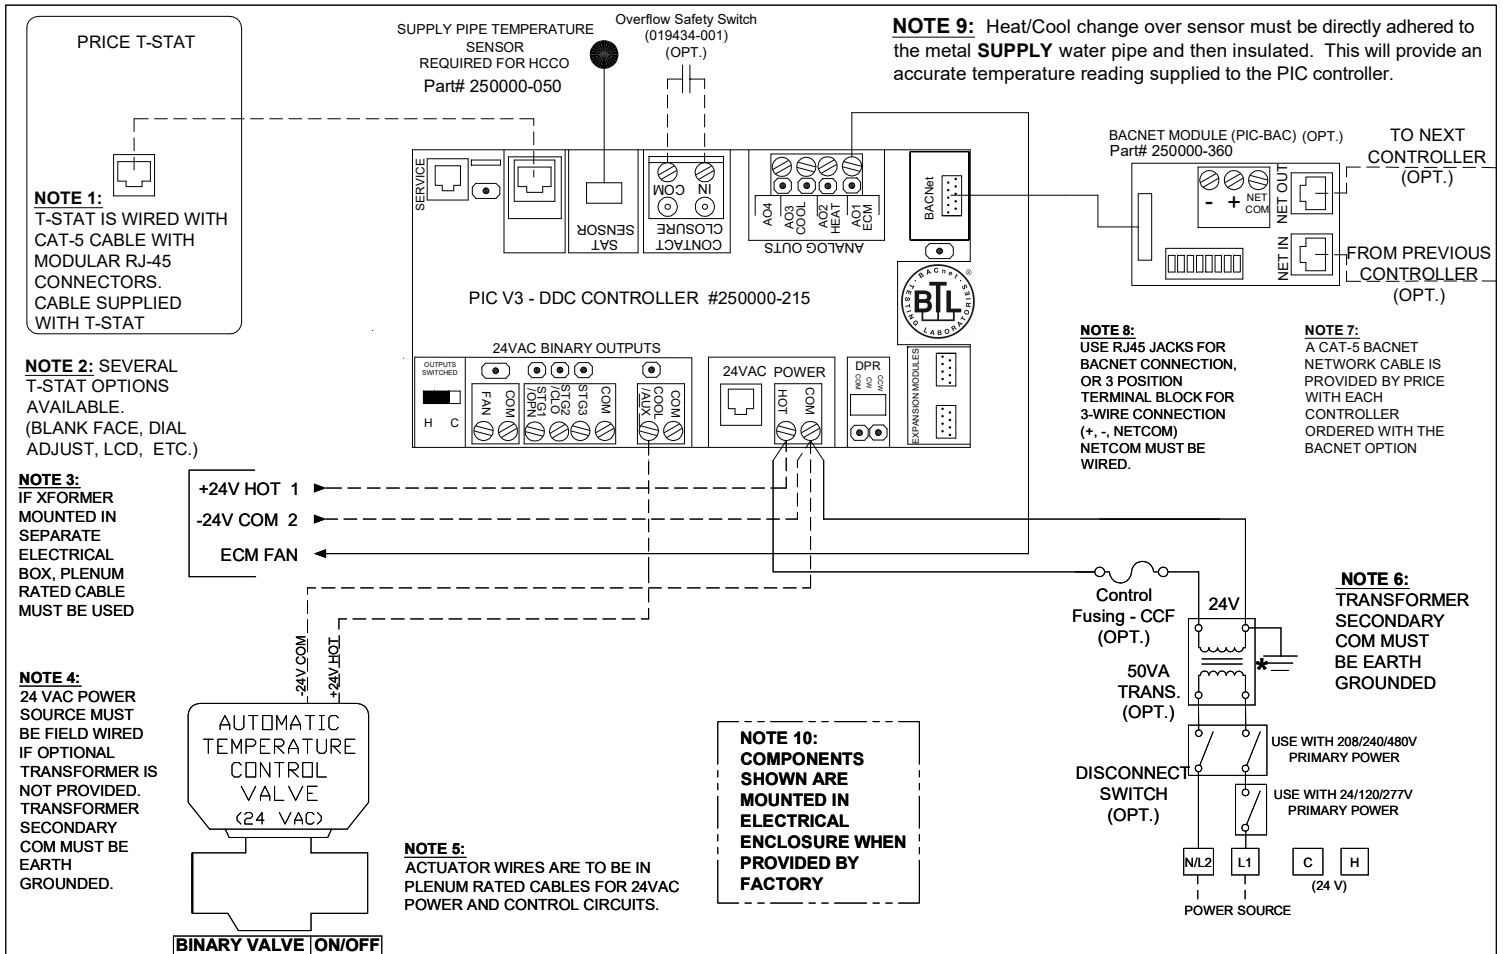 PRICE T-STAT
NOTE 1:
T-STAT IS WIRED WITH
CAT-5 CABLE WITH
MODULAR RJ-45
CONNECTORS.
CABLE SUPPLIED
WITH T-STAT
SUPPLY PIPE TEMPERATURE
SENSOR
REQUIRED FOR HCCO
Part# 250000-050
Overflow Safety Switch
(019434-001)
(OPT.)
NOTE 9: Heat/Cool change over sensor must be directly adhered to
the metal SUPPLY water pipe and then insulated. This will provide an
accurate temperature reading supplied to the PIC controller.
SERVICE
SAT
SENSOR
COM
IN
CONTACT
CLOSURE
AO4
AO3
COOL
AO2
HEAT
AO1
ECM
ANALOG OUTS
BACNet
BACNET MODULE (PIC-BAC) (OPT.)
Part# 250000-360
- + NET
COM
NET OUT
NET IN
TO NEXT
CONTROLLER
(OPT.)
FROM PREVIOUS
CONTROLLER
(OPT.)
PIC V3 - DDC CONTROLLER #250000-215
BACnet
®
BTL
TESTING LABORATORIES
NOTE 2: SEVERAL
T-STAT OPTIONS
AVAILABLE.
(BLANK FACE, DIAL
ADJUST, LCD, ETC.)
OUTPUTS
SWITCHED
H C
24VAC BINARY OUTPUTS
FAN
COM
STG1
/OPN
STG2
/CLO
STG3
COM
COOL
/AUX
COM
24VAC POWER
HOT
COM
DPR
COM
CW
CCW
EXPANSION MODULES
NOTE 8:
USE RJ45 JACKS FOR
BACNET CONNECTION,
OR 3 POSITION
TERMINAL BLOCK FOR
3-WIRE CONNECTION
(+, -, NETCOM)
NETCOM MUST BE
WIRED.
NOTE 7:
A CAT-5 BACNET
NETWORK CABLE IS
PROVIDED BY PRICE
WITH EACH
CONTROLLER
ORDERED WITH THE
BACNET OPTION
NOTE 3:
IF XFORMER
MOUNTED IN
SEPARATE
ELECTRICAL
BOX, PLENUM
RATED CABLE
MUST BE USED
+24V HOT 1
-24V COM 2
ECM FAN
Control
Fusing - CCF
(OPT.)
24V
50VA
TRANS.
(OPT.)
*
NOTE 6:
TRANSFORMER
SECONDARY
COM MUST
BE EARTH
GROUNDED
NOTE 4:
24 VAC POWER
SOURCE MUST
BE FIELD WIRED
IF OPTIONAL
TRANSFORMER IS
NOT PROVIDED.
TRANSFORMER
SECONDARY
COM MUST BE
EARTH
GROUNDED.
-24V COM
+24V HOT
AUTOMATIC
TEMPERATURE
CONTROL
VALVE
(24 VAC)
BINARY VALVE ON/OFF
NOTE 5:
ACTUATOR WIRES ARE TO BE IN
PLENUM RATED CABLES FOR 24VAC
POWER AND CONTROL CIRCUITS.
NOTE 10:
COMPONENTS
SHOWN ARE
MOUNTED IN
ELECTRICAL
ENCLOSURE WHEN
PROVIDED BY
FACTORY
DISCONNECT
SWITCH
(OPT.)
USE WITH 208/240/480V
PRIMARY POWER
USE WITH 24/120/277V
PRIMARY POWER
N/L2 L1 C H
(24 V)
POWER SOURCE